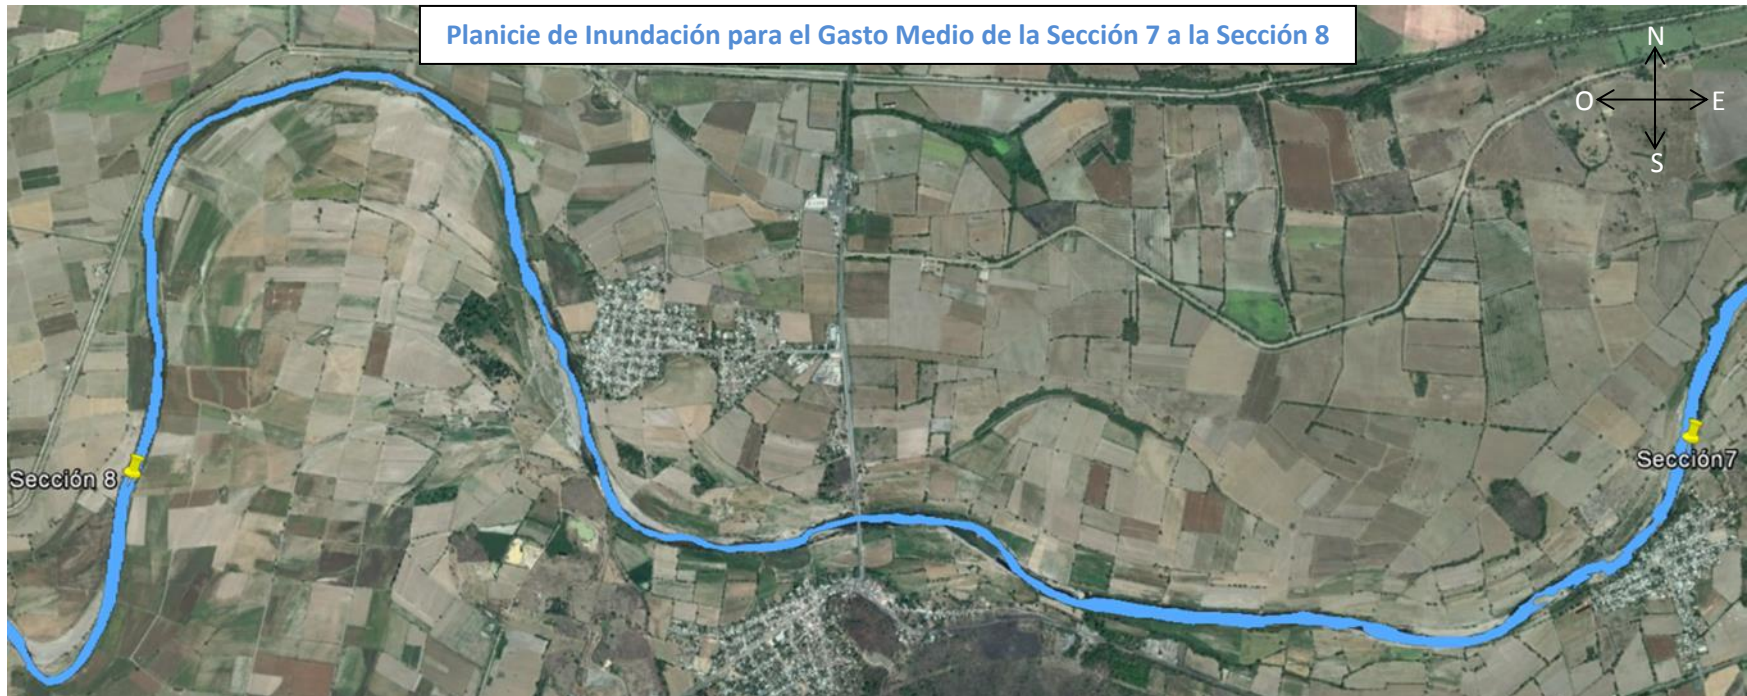 Planicie de Inundación para el Gasto Medio de la Sección 7 a la Sección 8
N
O E
S
Sección 8
Sección7